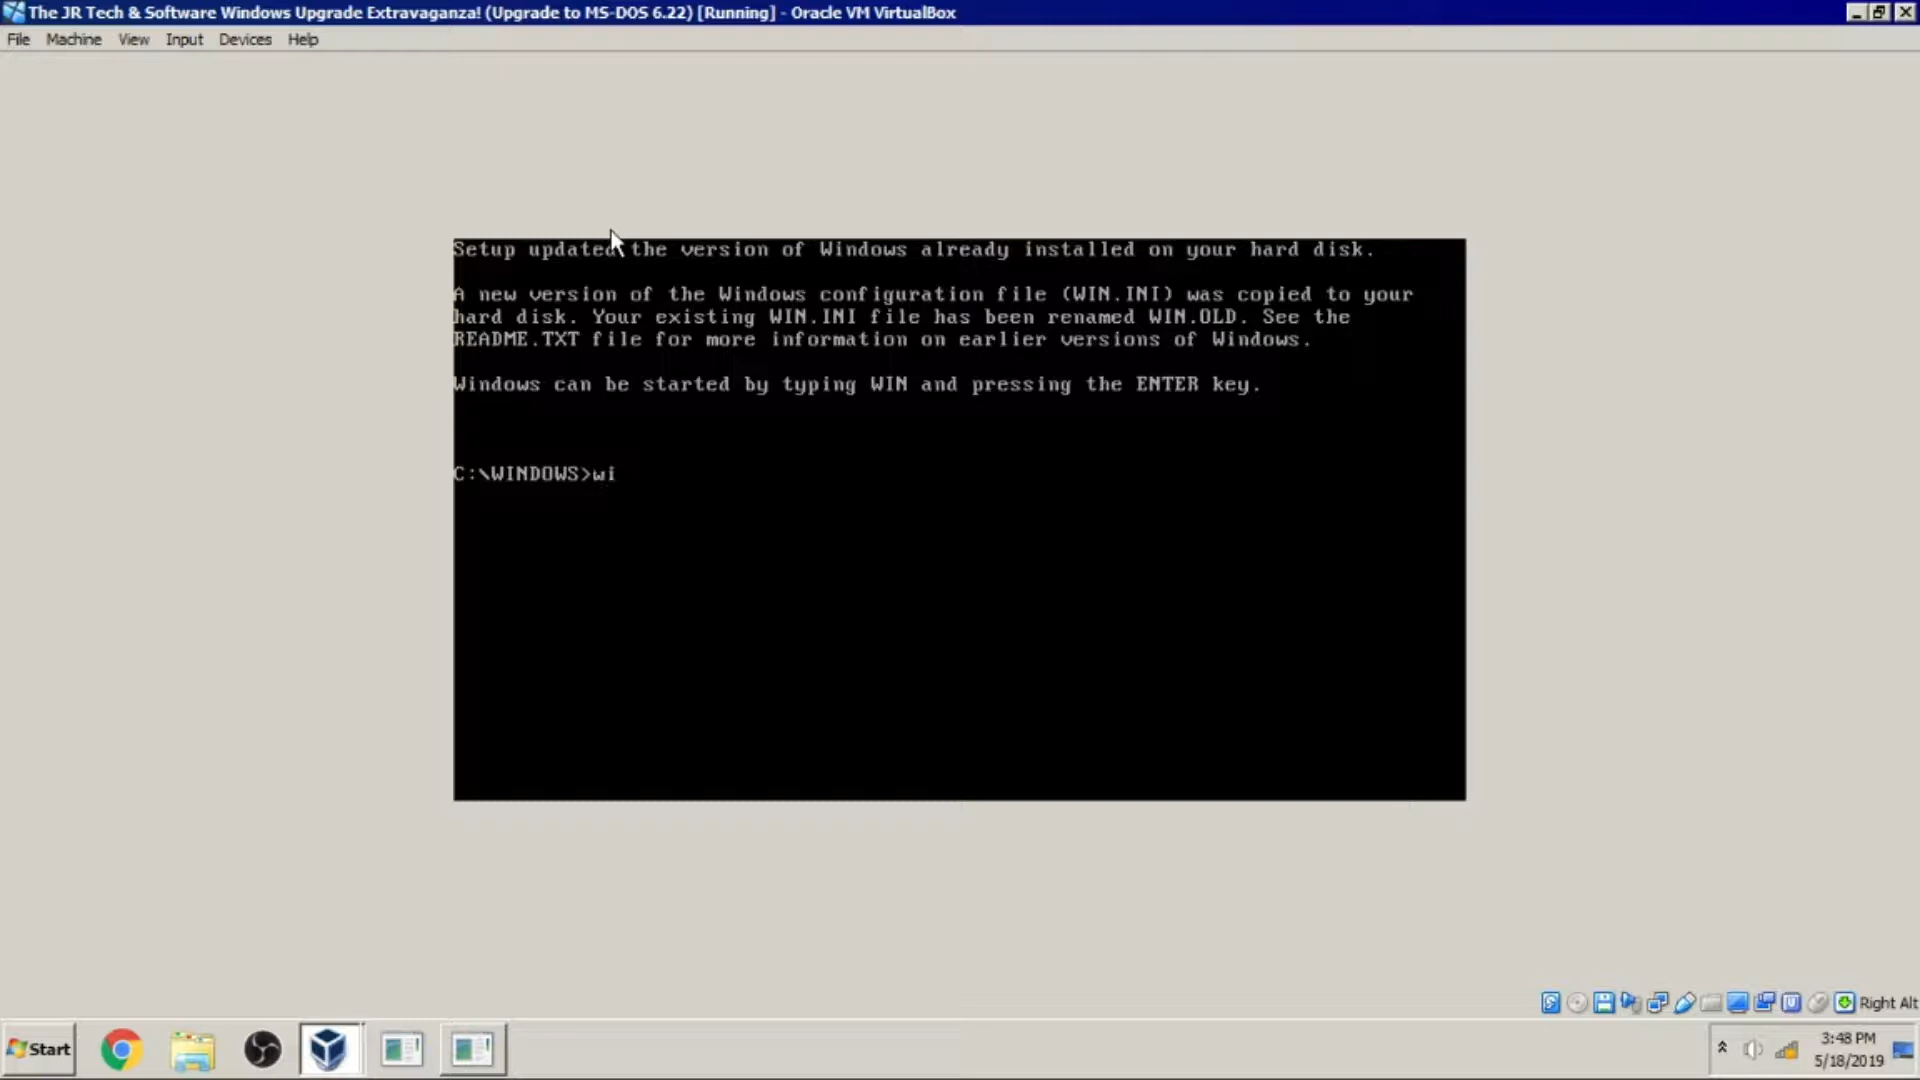 The JR Tech & Software Windows Upgrade Extravaganza! (Upgrade to MS-DOS 6.22) [Running] - Oracle VM VirtualBox
File Machine View Input Devices Help
Setup updated the version of Windows already installed on your hard disk.
A new version of the Windows configuration file (WIN.INI) was copied to your
hard disk. Your existing WIN.INI file has been renamed WIN.OLD. See the
README.TXT file for more information on earlier versions of Windows.
Windows can be started by typing WIN and pressing the ENTER key.
C:\WINDOWS>wi
Right Alt
Start
3:48 PM
5/18/2019